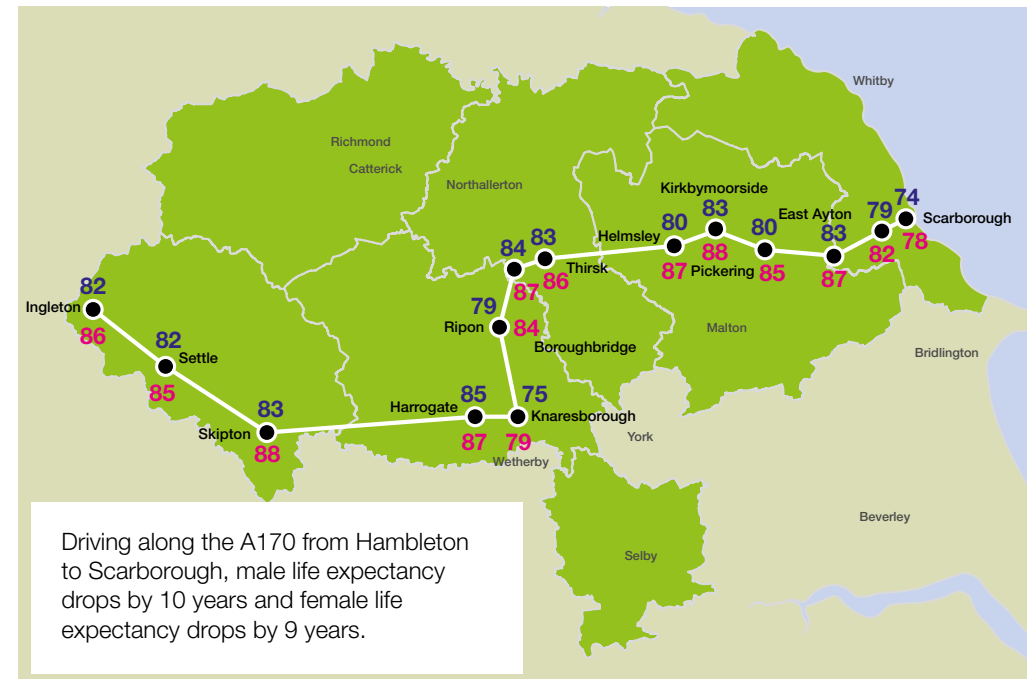 Whitby
Richmond
Catterick
Northallerton
Kirkbymoorside
83
East Ayton
79
74
Scarborough
78
82
80
Helmsley
87
88
80
Pickering
85
83
87
84
83
Thirsk
87
86
79
Ripon
84
Boroughbridge
82
Ingleton
86
82
Settle
85
83
Skipton
88
85
Harrogate
87
75
Knaresborough
79
Malton
Bridlington
York
Wetherby
Beverley
Selby
Driving along the A170 from Hambleton
to Scarborough, male life expectancy
drops by 10 years and female life
expectancy drops by 9 years.